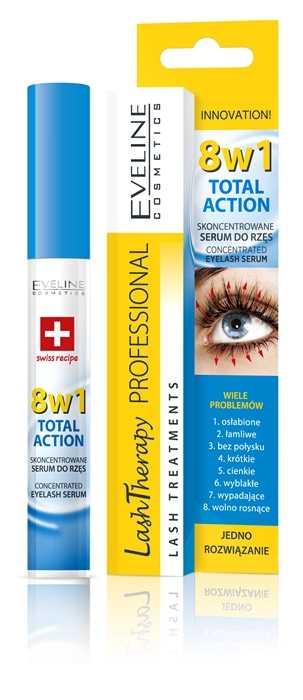 EVELINE
COSMETICS
swiss recipe
8w1
TOTAL
ACTION
SKONCENTROWANE
SERUM DO RZĘS
CONCENTRATED
EYELASH SERUM
EVELINE
COSMETICS
LashTherapy PROFESSIONAL
LASH TREATMENTS
INNOVATION!
8w1
TOTAL
ACTION
SKONCENTROWANE
SERUM DO RZĘS
CONCENTRATED
EYELASH SERUM
WIELE
PROBLEMÓW
1. osłabione
2. łamliwe
3. bez połysku
4. krótkie
5. cienkie
6. wyblakłe
7. wypadające
8. wolno rosnące
JEDNO
ROZWIĄZANIE